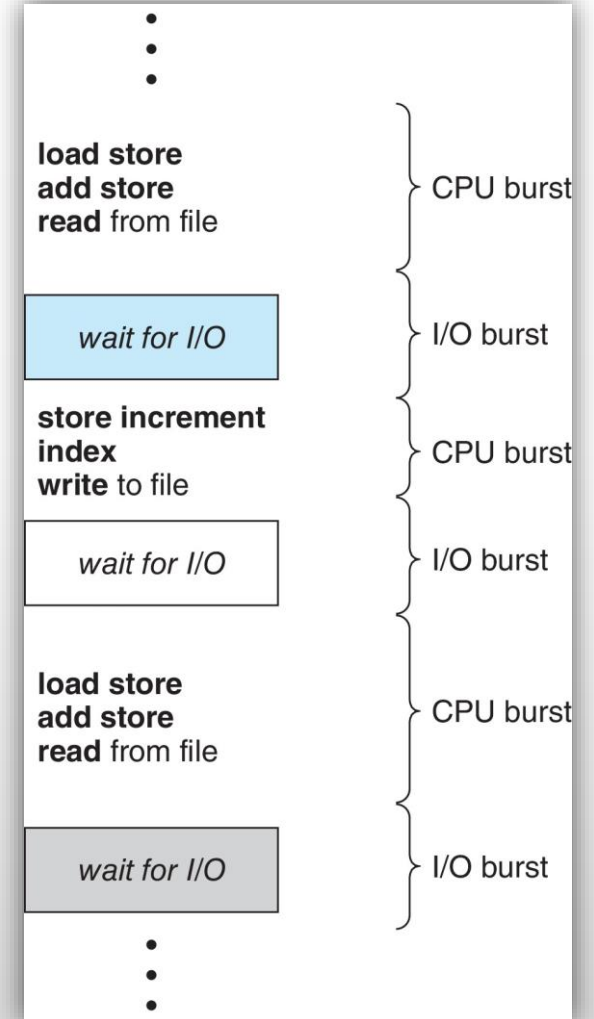 load store
add store
read from file
CPU burst
wait for I/O
I/O burst
store increment
index
write to file
CPU burst
wait for I/O
I/O burst
load store
add store
read from file
CPU burst
wait for I/O
I/O burst